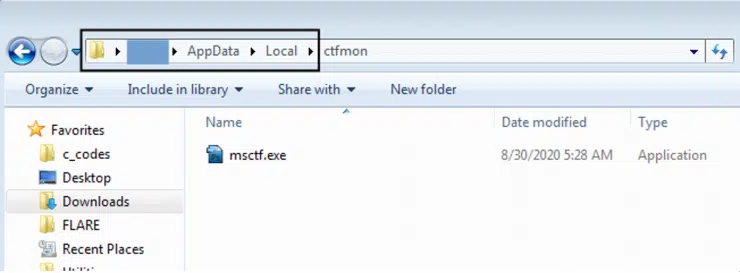 AppData Local ctfmon
Organize Include in library Share with New folder
Favorites
c_codes
Desktop
Downloads
FLARE
Recent Places
Name Date modified Type
msctf.exe 8/30/2020 5:28 AM Application